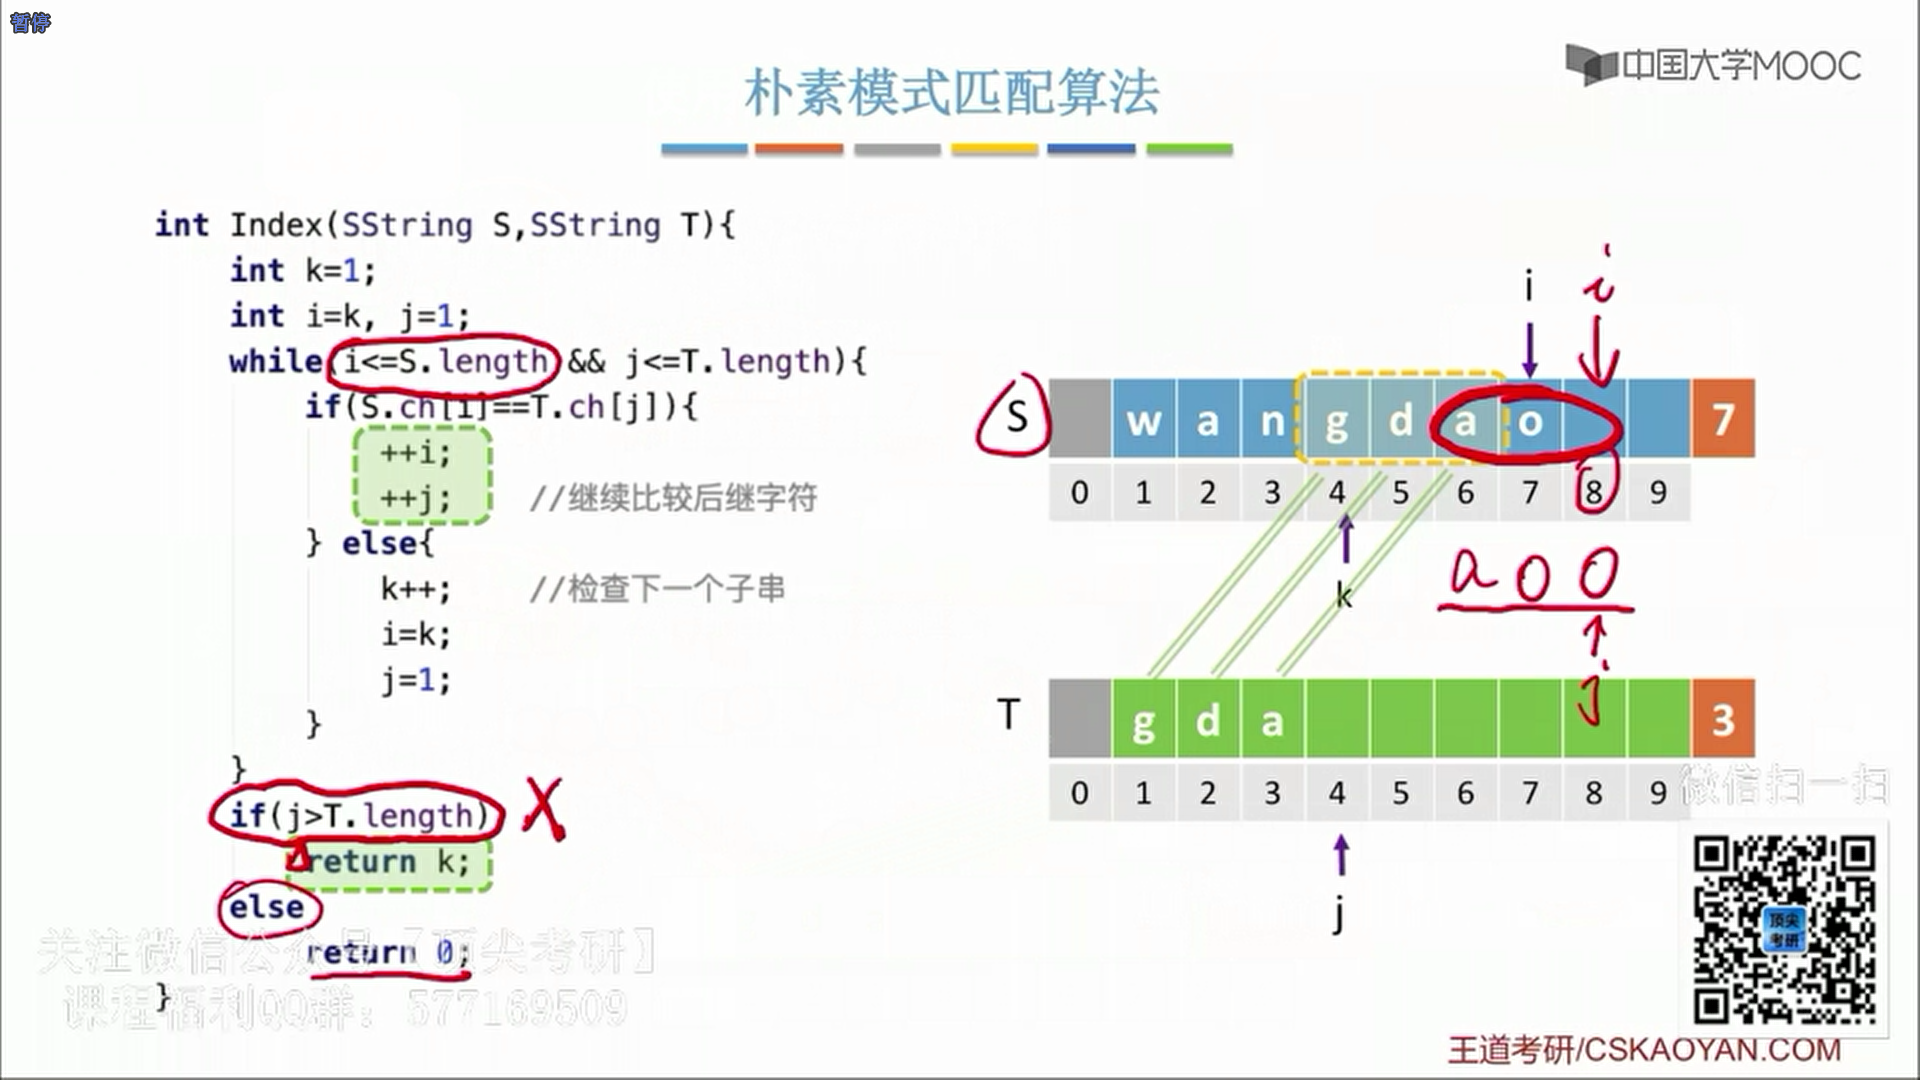 暂停
中国大学MOOC
朴素模式匹配算法
int Index(SString S,SString T){
int k=1;
int i=k, j=1;
while(i<=S.length && j<=T.length){
if(S.ch[i]==T.ch[j]){
++i;
++j; //继续比较后继字符
} else{
k++; //检查下一个子串
i=k;
j=1;
}
}
if(j>T.length) X
return k;
else
return 0;
}
i i
S w a n g d a o 7
0 1 2 3 4 5 6 7 8 9
k
a o o
j
T g d a 3
0 1 2 3 4 5 6 7 8 9
j
微信扫一扫
顶尖
考研
关注微信公众号【顶尖考研】
课程福利QQ群：577169509
王道考研/CSKAOYAN.COM